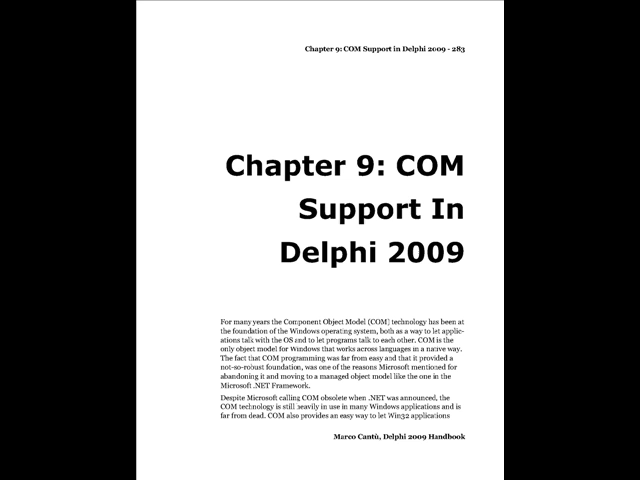 Chapter 9: COM Support in Delphi 2009 - 283
Chapter 9: COM
Support In
Delphi 2009
For many years the Component Object Model (COM) technology has been at
the foundation of the Windows operating system, both as a way to let applic-
ations talk with the OS and to let programs talk to each other. COM is the
only object model for Windows that works across languages in a native way.
The fact that COM programming was far from easy and that it provided a
not-so-robust foundation, was one of the reasons Microsoft mentioned for
abandoning it and moving to a managed object model like the one in the
Microsoft .NET Framework.
Despite Microsoft calling COM obsolete when .NET was announced, the
COM technology is still heavily in use in many Windows applications and is
far from dead. COM also provides an easy way to let Win32 applications
Marco Cantù, Delphi 2009 Handbook